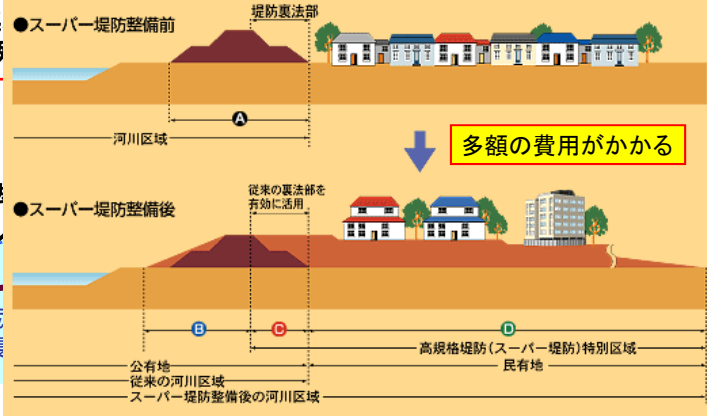 ●スーパー堤防整備前
堤防裏法部
A
河川区域
多額の費用がかかる
●スーパー堤防整備後
従来の裏法部を
有効に活用
B
C
D
高規格堤防(スーパー堤防)特別区域
公有地
民有地
従来の河川区域
スーパー堤防整備後の河川区域